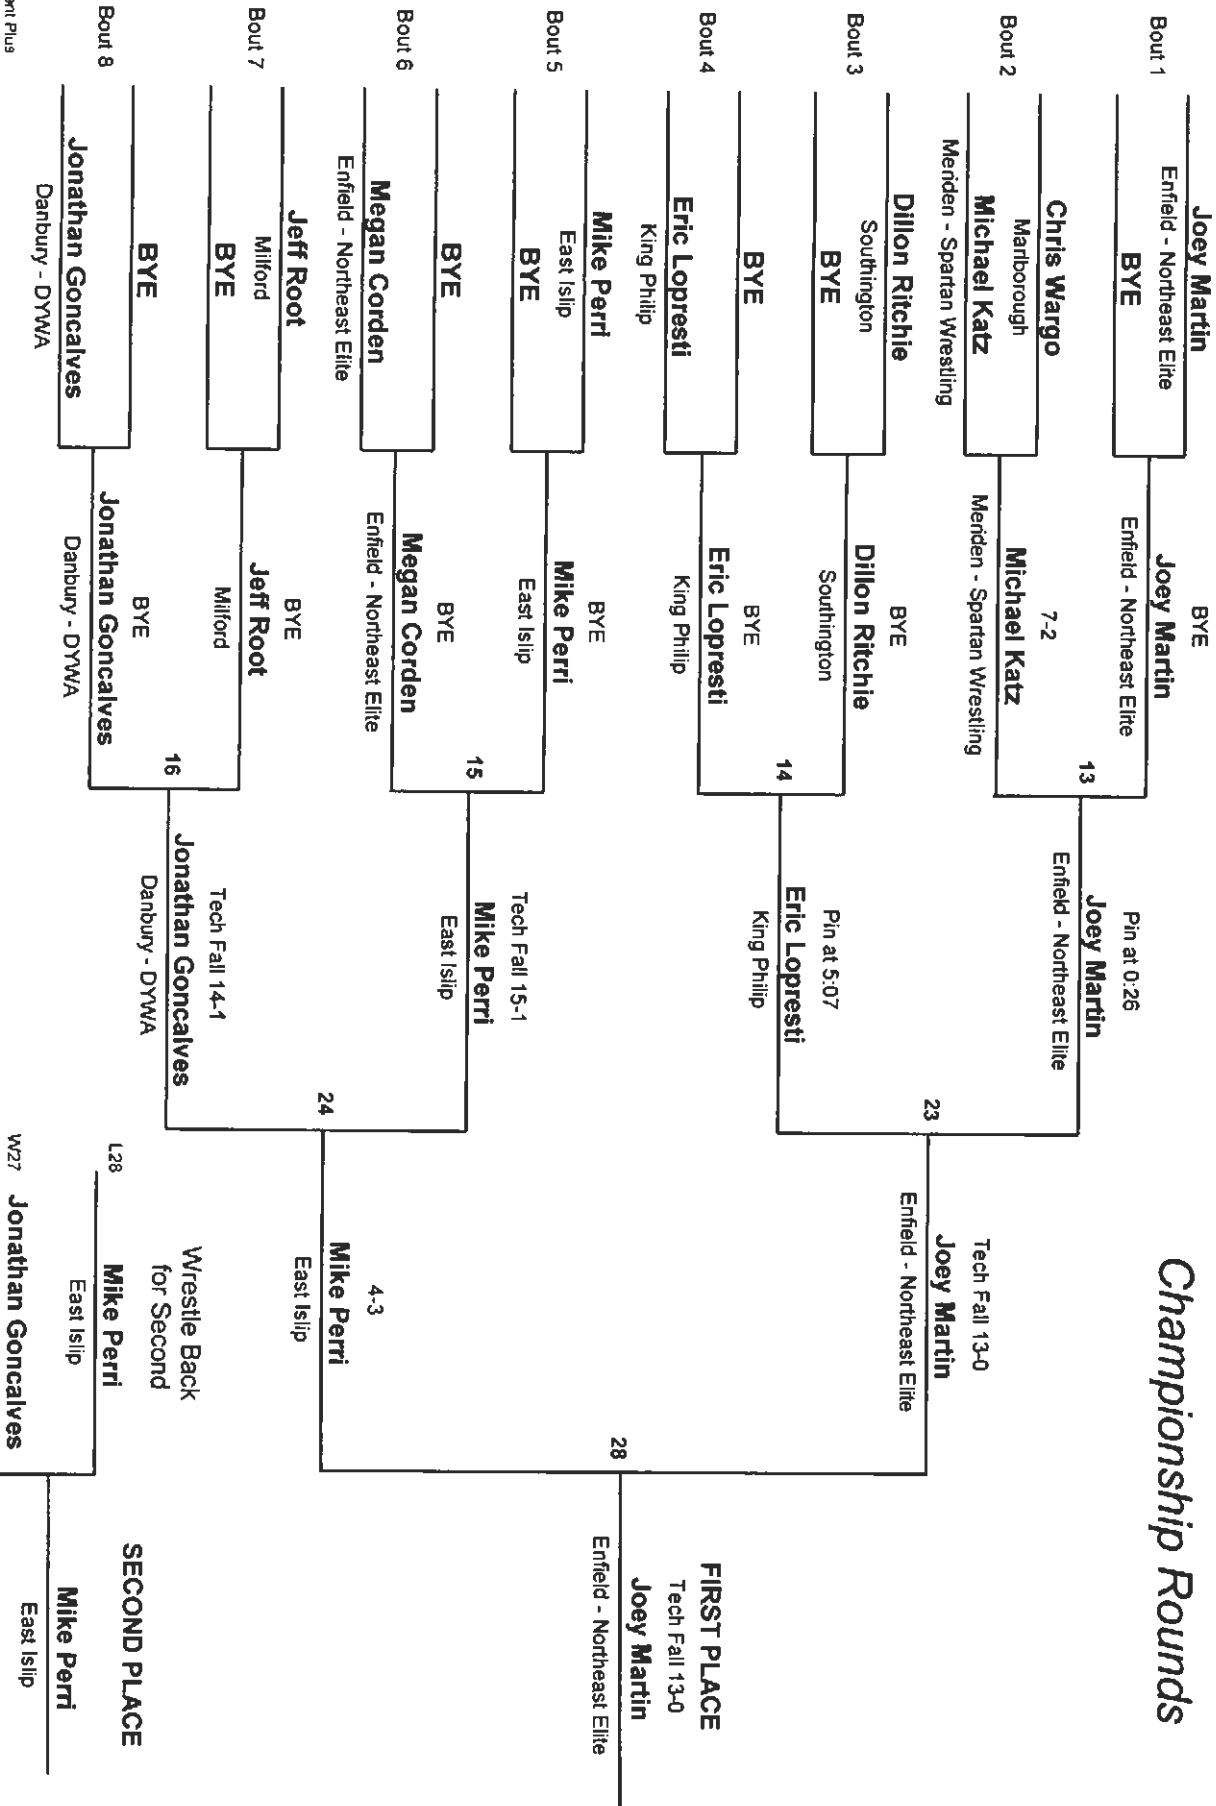 Championship Rounds
Bout 1
Joey Martin
Enfield - Northeast Elite
BYE
Bout 2
Chris Wargo
Marlborough
Michael Katz
Meriden - Spartan Wrestling
Bout 3
Dillon Ritchie
Southington
BYE
Bout 4
BYE
Eric Lopresti
King Philip
Bout 5
Mike Perri
East Islip
BYE
Bout 6
BYE
Megan Corden
Enfield - Northeast Elite
Bout 7
Jeff Root
Milford
BYE
Bout 8
BYE
Jonathan Goncalves
Danbury - DYWA
BYE
Joey Martin
Enfield - Northeast Elite
13
7-2
Michael Katz
Meriden - Spartan Wrestling
BYE
Dillon Ritchie
Southington
14
BYE
Eric Lopresti
King Philip
BYE
Mike Perri
East Islip
15
BYE
Megan Corden
Enfield - Northeast Elite
BYE
Jeff Root
Milford
16
BYE
Jonathan Goncalves
Danbury - DYWA
Pin at 0:26
Joey Martin
Enfield - Northeast Elite
23
Pin at 5:07
Eric Lopresti
King Philip
Tech Fall 15-1
Mike Perri
East Islip
24
Tech Fall 14-1
Jonathan Goncalves
Danbury - DYWA
Tech Fall 13-0
Joey Martin
Enfield - Northeast Elite
28
4-3
Mike Perri
East Islip
FIRST PLACE
Tech Fall 13-0
Joey Martin
Enfield - Northeast Elite
Wrestle Back
for Second
L28
Mike Perri
East Islip
W27
Jonathan Goncalves
SECOND PLACE
Mike Perri
East Islip
Plus